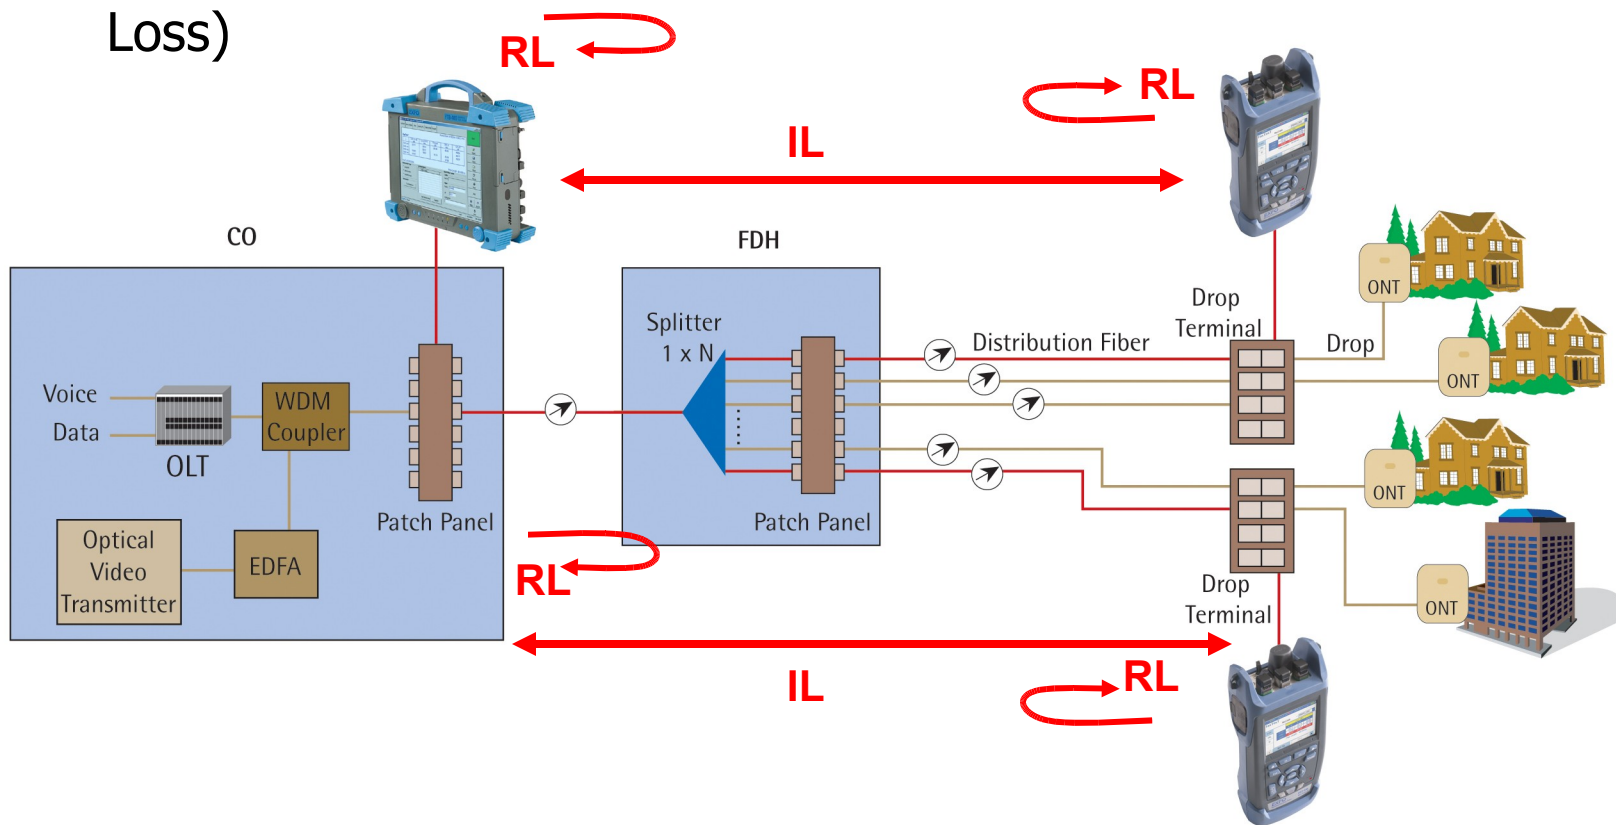 Loss)
RL
RL
IL
CO
FDH
ONT
Drop
Terminal
Splitter
1 x N
Distribution Fiber
Drop
ONT
Voice
Data
OLT
WDM
Coupler
Patch Panel
Patch Panel
ONT
Optical
Video
Transmitter
EDFA
RL
Drop
Terminal
ONT
IL
RL